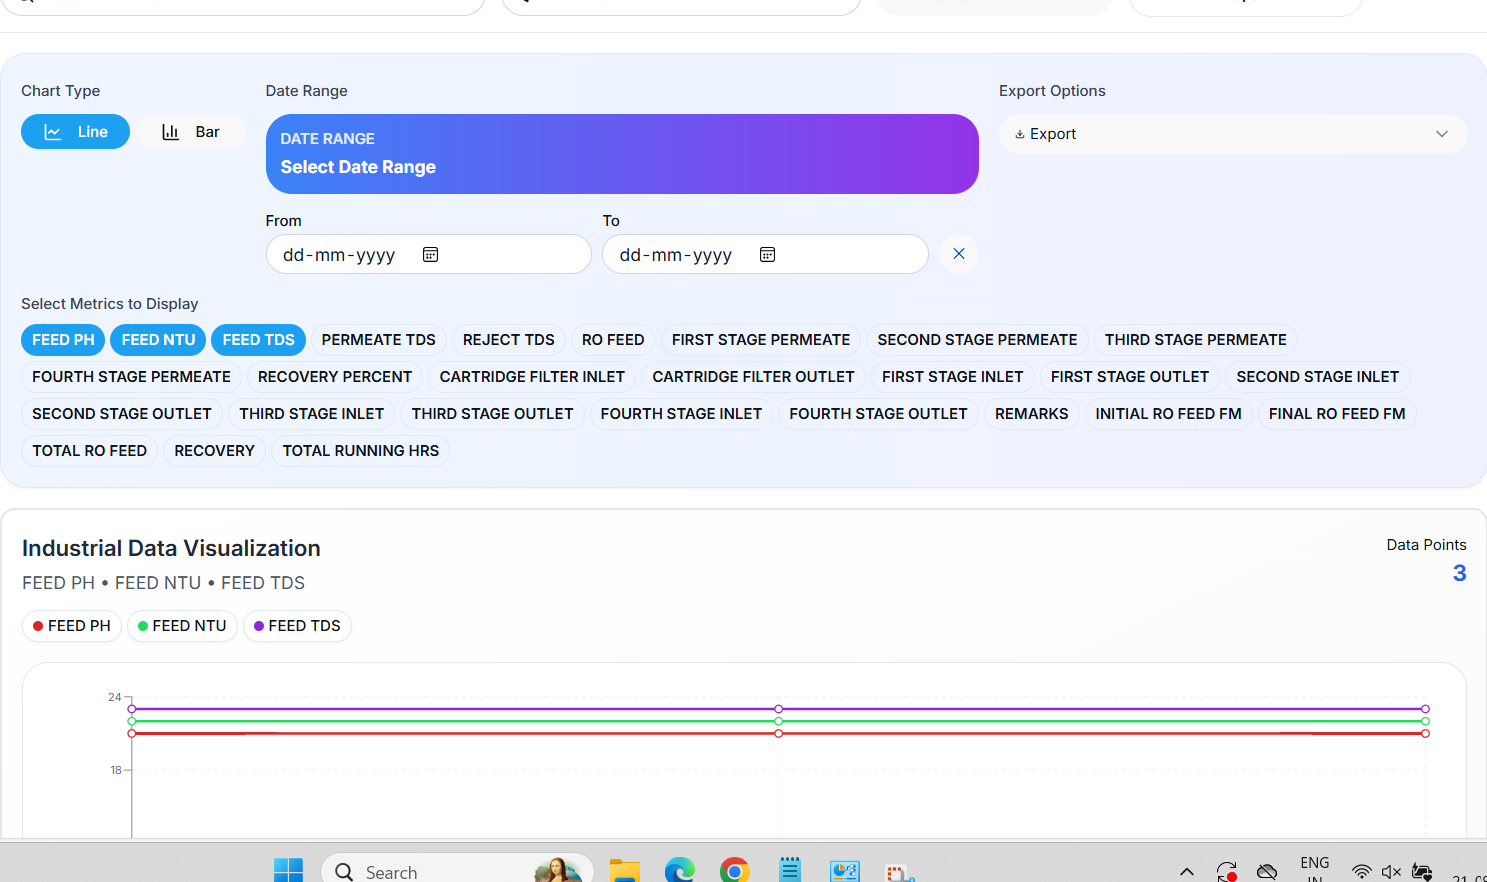 Chart Type
Date Range
Export Options
Line
Bar
DATE RANGE
Select Date Range
Export
From
To
dd-mm-yyyy
dd-mm-yyyy
Select Metrics to Display
FEED PH FEED NTU FEED TDS PERMEATE TDS REJECT TDS RO FEED FIRST STAGE PERMEATE SECOND STAGE PERMEATE THIRD STAGE PERMEATE
FOURTH STAGE PERMEATE RECOVERY PERCENT CARTRIDGE FILTER INLET CARTRIDGE FILTER OUTLET FIRST STAGE INLET FIRST STAGE OUTLET SECOND STAGE INLET
SECOND STAGE OUTLET THIRD STAGE INLET THIRD STAGE OUTLET FOURTH STAGE INLET FOURTH STAGE OUTLET REMARKS INITIAL RO FEED FM FINAL RO FEED FM
TOTAL RO FEED RECOVERY TOTAL RUNNING HRS
Industrial Data Visualization
Data Points
3
FEED PH • FEED NTU • FEED TDS
FEED PH FEED NTU FEED TDS
24
18
Search
ENG